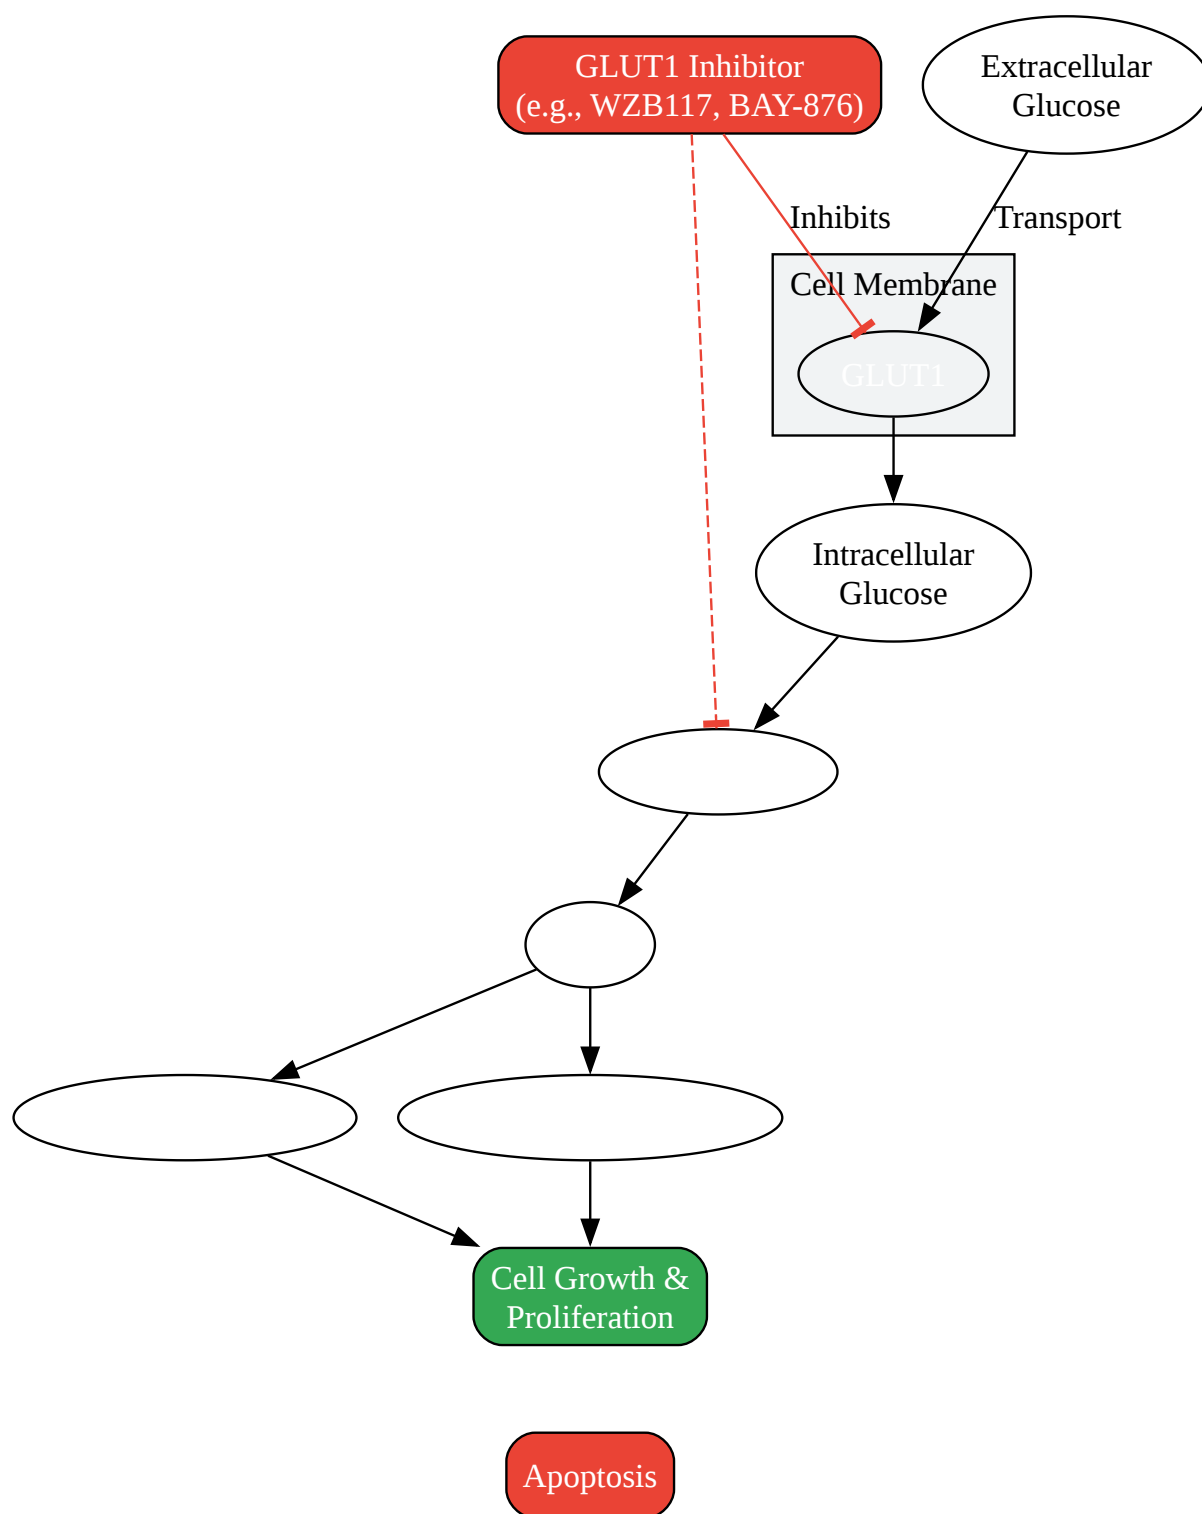 GLUT1 Inhibitor
(e.g., WZB117, BAY-876)
Extracellular
Glucose
Inhibits
Transport
Cell Membrane
GLUT1
Intracellular
Glucose
Cell Growth &
Proliferation
Apoptosis